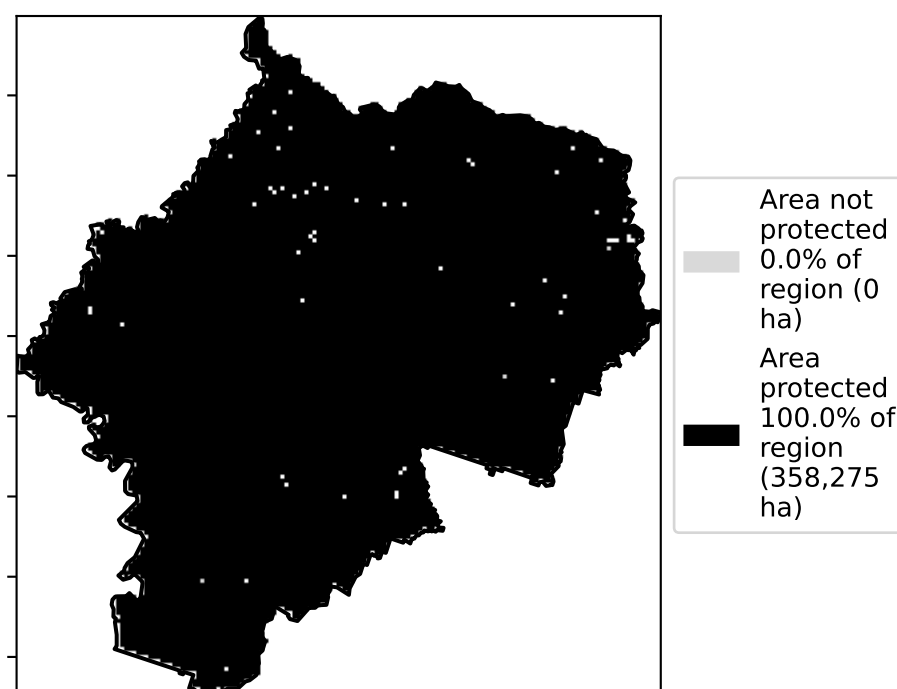 Area not
protected
0.0% of
region (0
ha)
Area
protected
100.0% of
region
(358,275
ha)